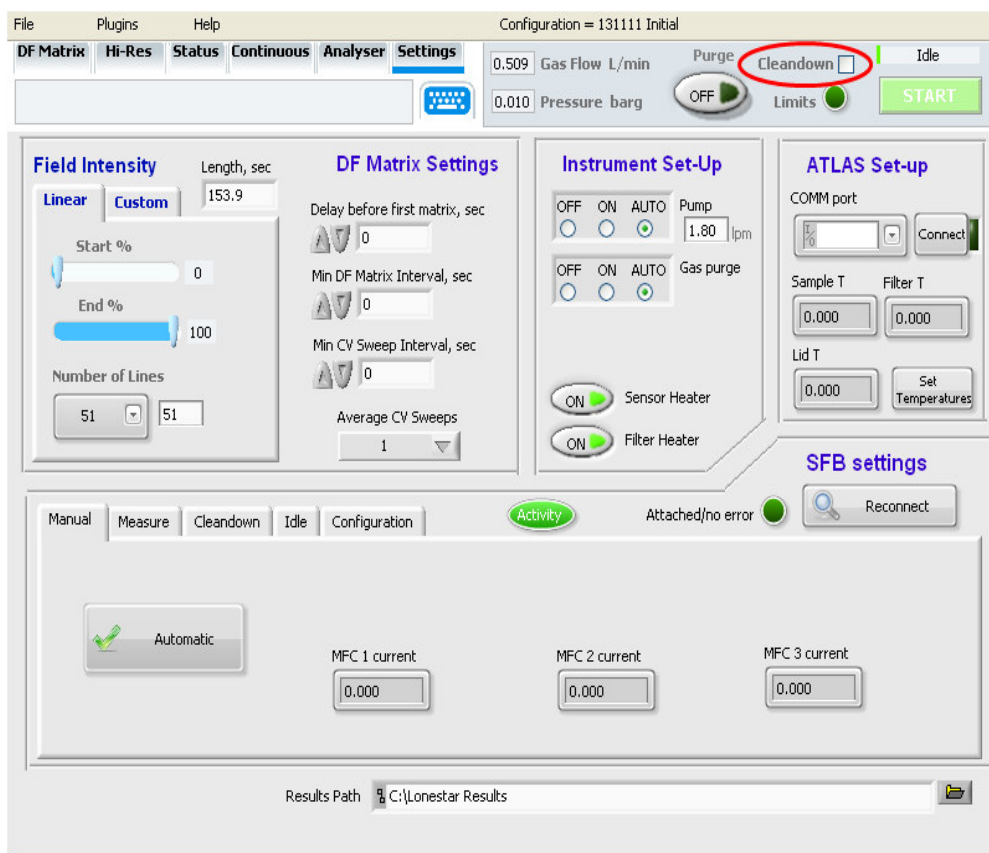 File Plugins Help Configuration = 131111 Initial
DF Matrix Hi-Res Status Continuous Analyser Settings
0.509 Gas Flow L/min Purge Cleandown Idle
0.010 Pressure barg OFF Limits START
Field Intensity Length, sec DF Matrix Settings Instrument Set-Up ATLAS Set-up
Linear Custom 153.9
Delay before first matrix, sec
0
OFF ON AUTO Pump
1.80 lpm
COMM port
I/O Connect
Start %
0
Min DF Matrix Interval, sec
0
OFF ON AUTO Gas purge
Sample T Filter T
0.000 0.000
End %
100
Min CV Sweep Interval, sec
0
Lid T
0.000 Set
Temperatures
Number of Lines
51 51
Average CV Sweeps
1
ON Sensor Heater
ON Filter Heater
SFB settings
Manual Measure Cleandown Idle Configuration Activity Attached/no error Reconnect
Automatic
MFC 1 current MFC 2 current MFC 3 current
0.000 0.000 0.000
Results Path C:\Lonestar Results